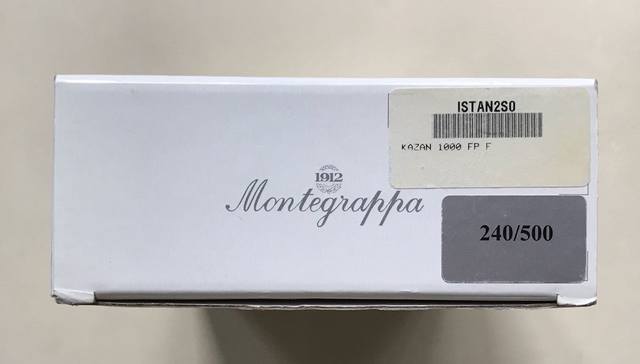 ISTAN2S0
KAZAN 1000 FP F
1912
Montegrappa
240/500